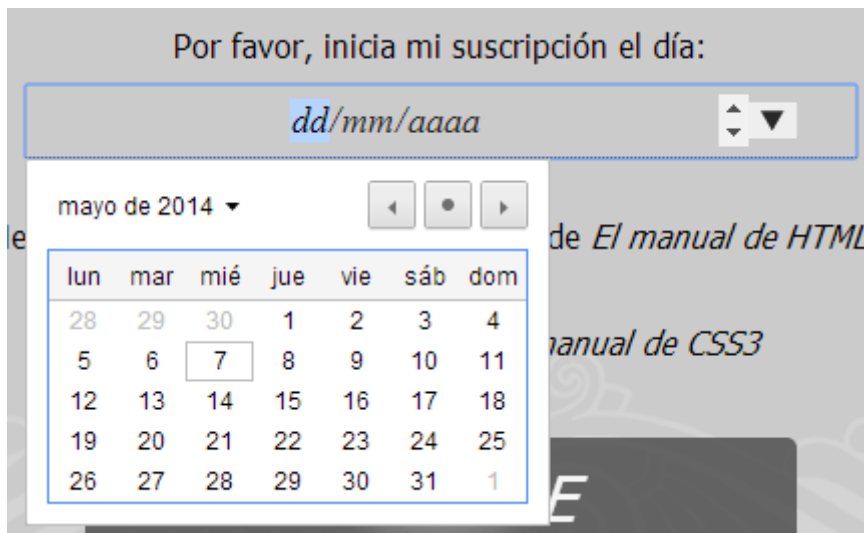 Por favor, inicia mi suscripción el día:
dd/mm/aaaa
mayo de 2014
de El manual de HTML
lun mar mié jue vie sáb dom
28 29 30 1 2 3 4
manual de CSS3
5 6 7 8 9 10 11
12 13 14 15 16 17 18
19 20 21 22 23 24 25
26 27 28 29 30 31 1
E